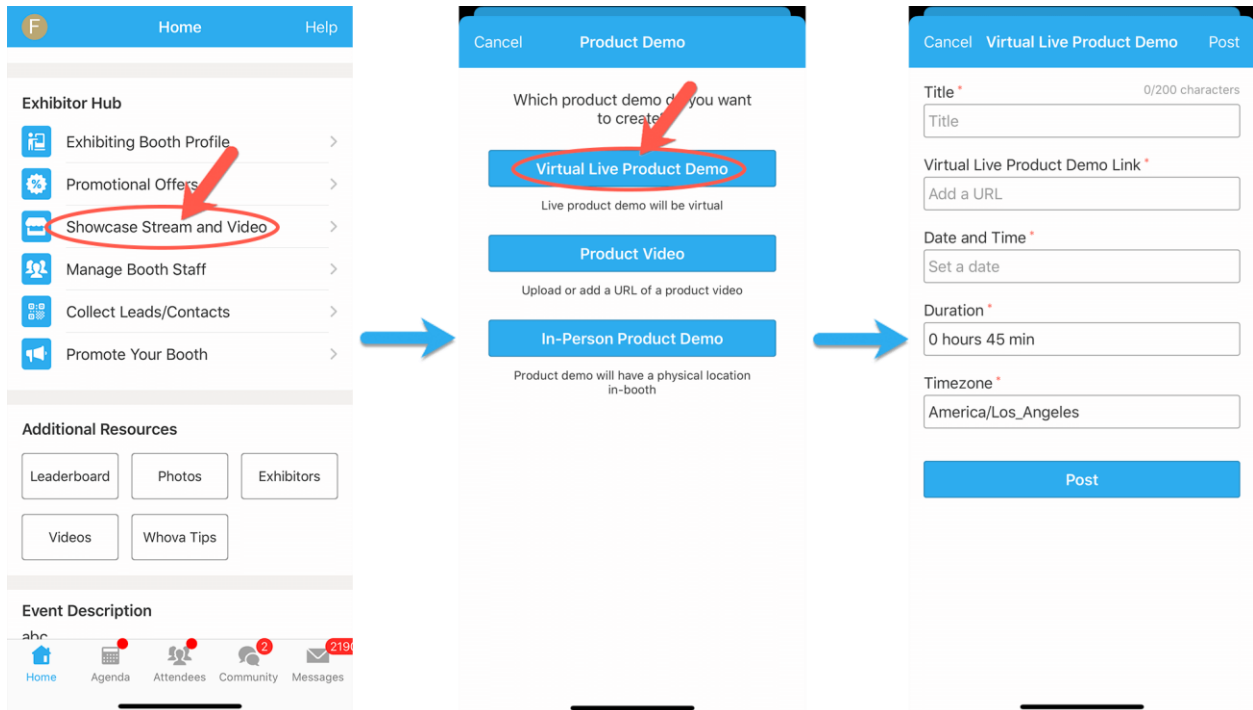 F
Home
Help
Exhibitor Hub
Exhibiting Booth Profile
Promotional Offers
Showcase Stream and Video
Manage Booth Staff
Collect Leads/Contacts
Promote Your Booth
Additional Resources
Leaderboard
Photos
Exhibitors
Videos
Whova Tips
Event Description
abc
2
2190
Home
Agenda
Attendees
Community
Messages
Cancel
Product Demo
Which product demo do you want
to create?
Virtual Live Product Demo
Live product demo will be virtual
Product Video
Upload or add a URL of a product video
In-Person Product Demo
Product demo will have a physical location
in-booth
Cancel
Virtual Live Product Demo
Post
Title *
0/200 characters
Title
Virtual Live Product Demo Link *
Add a URL
Date and Time *
Set a date
Duration *
0 hours 45 min
Timezone *
America/Los_Angeles
Post